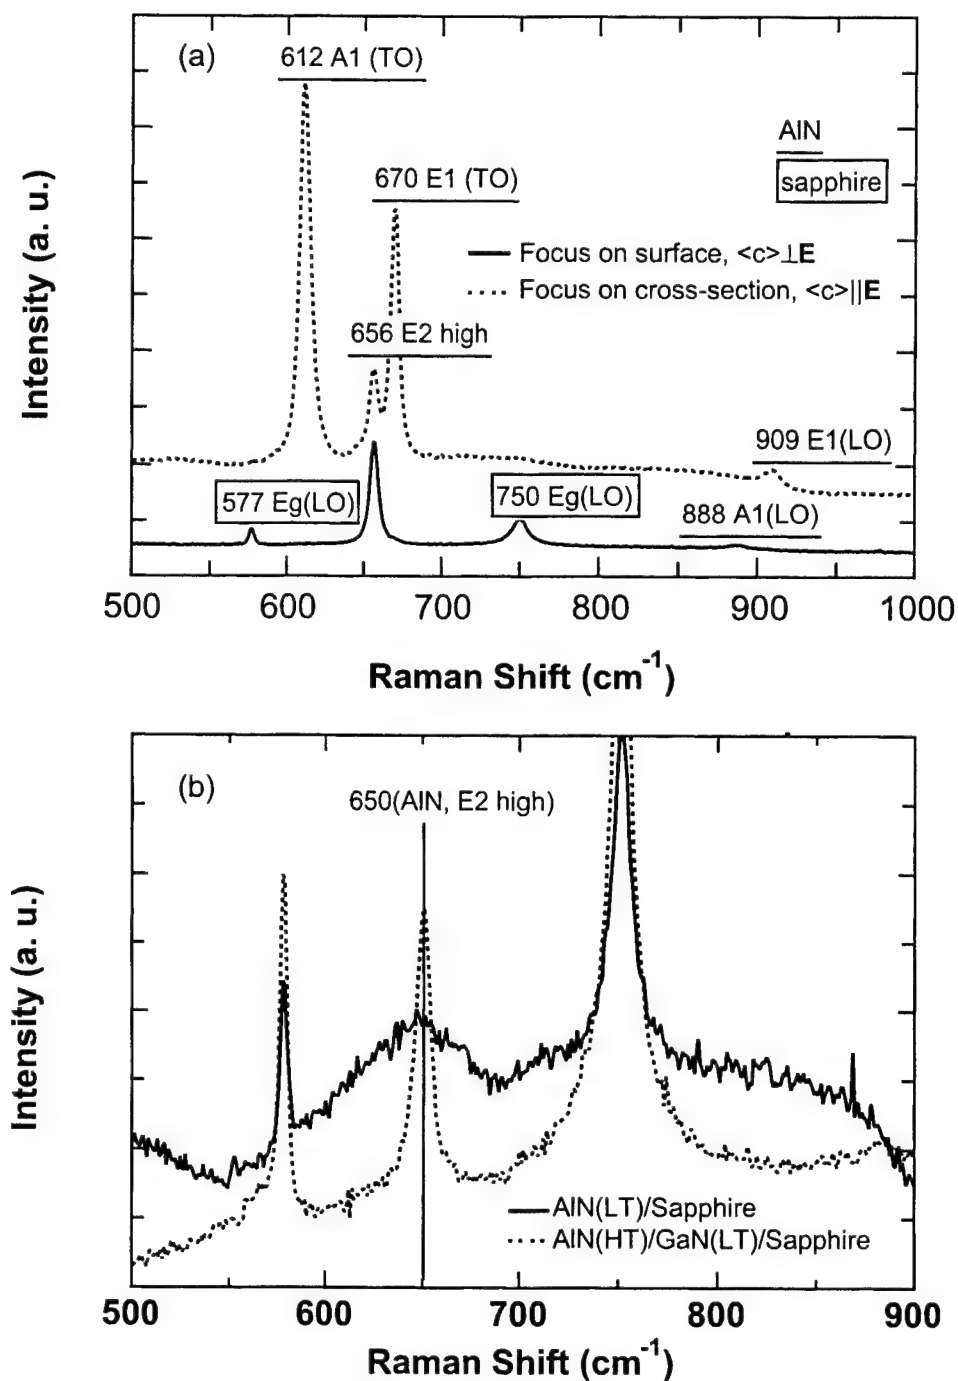 (a)
612 A1 (TO)
AlN
sapphire
670 E1 (TO)
Focus on surface, <c>⊥E
Focus on cross-section, <c>||E
656 E2 high
909 E1(LO)
577 Eg(LO)
750 Eg(LO)
888 A1(LO)
Intensity (a. u.)
500 600 700 800 900 1000
Raman Shift (cm⁻¹)
(b)
650(AlN, E2 high)
Intensity (a. u.)
AlN(LT)/Sapphire
AlN(HT)/GaN(LT)/Sapphire
500 600 700 800 900
Raman Shift (cm⁻¹)